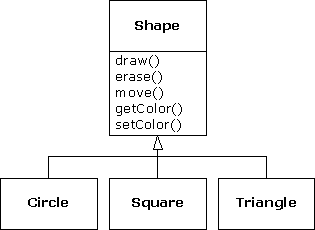 Shape
draw()
erase()
move()
getColor()
setColor()
Circle
Square
Triangle